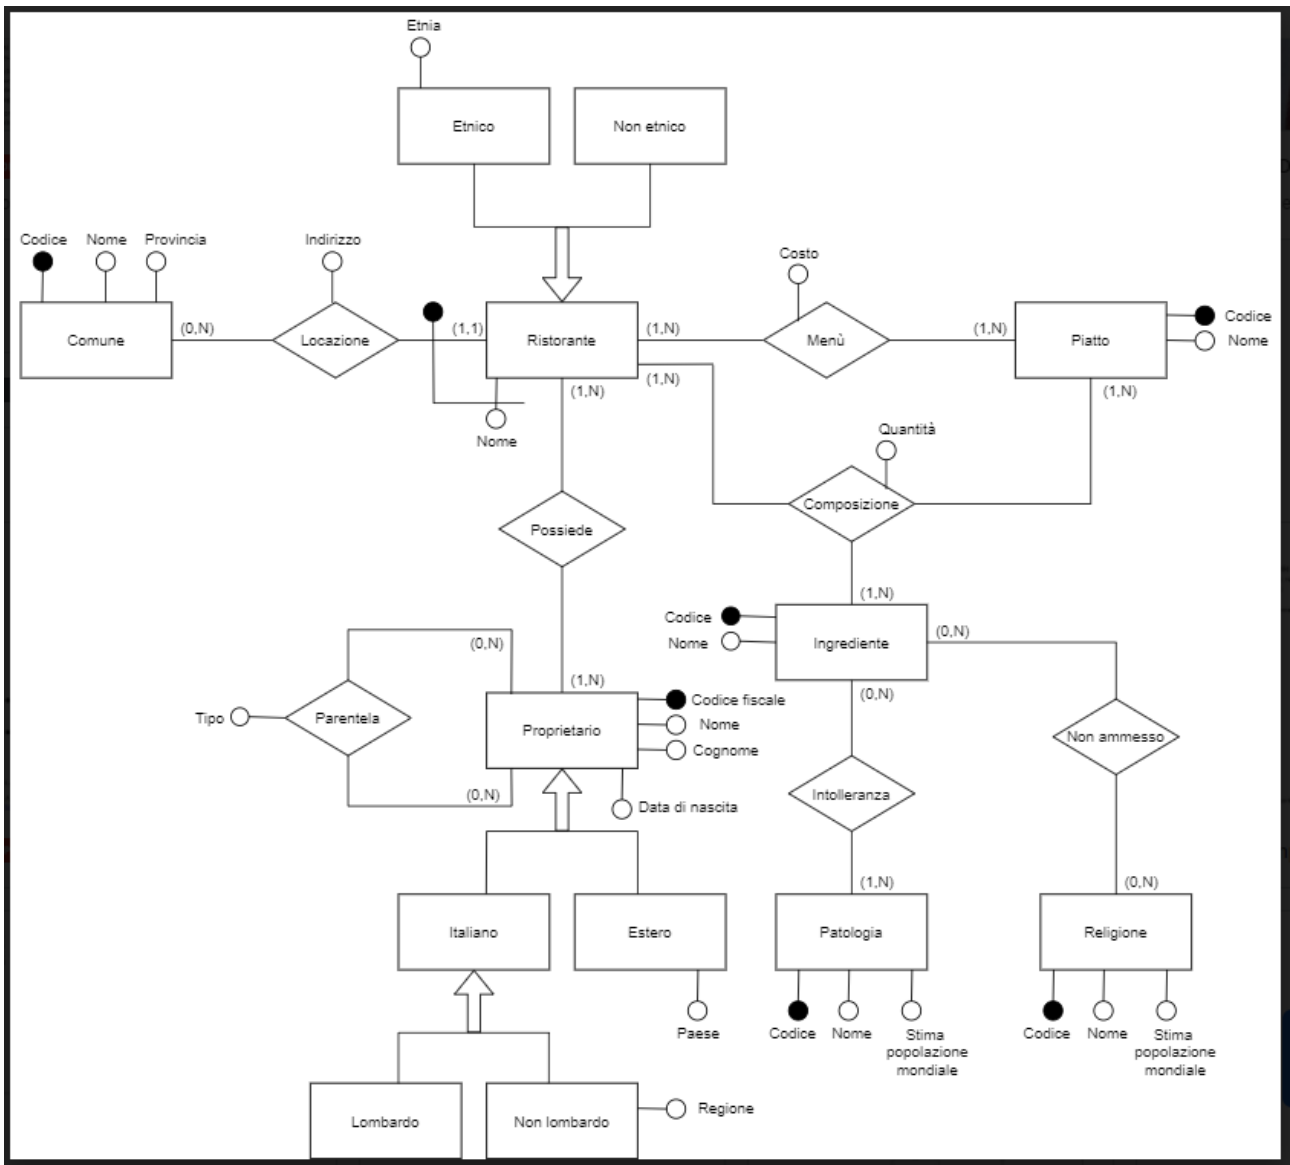 Etnia
Etnico
Non etnico
Codice
Nome
Provincia
Indirizzo
Costo
Comune
(0,N)
Locazione
(1,1)
Ristorante
(1,N)
Menù
(1,N)
Piatto
Codice
Nome
(1,N)
(1,N)
(1,N)
Nome
Quantità
Composizione
Possiede
(1,N)
Codice
Nome
Ingrediente
(0,N)
(0,N)
(1,N)
(0,N)
Tipo
Parentela
Proprietario
Codice fiscale
Nome
Cognome
(0,N)
Data di nascita
Non ammesso
Intolleranza
(1,N)
(0,N)
Italiano
Estero
Patologia
Religione
Paese
Codice
Nome
Stima
popolazione
mondiale
Codice
Nome
Stima
popolazione
mondiale
Lombardo
Non lombardo
Regione